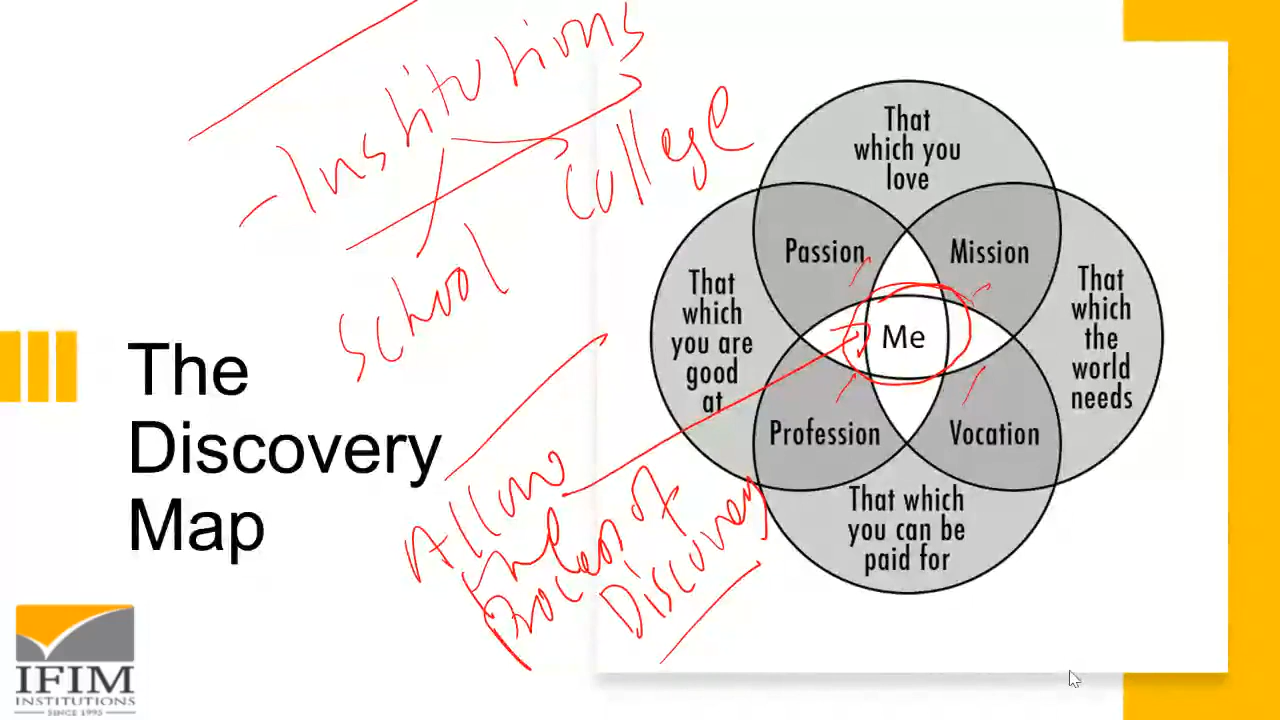 - Institutions
School College
Allow
the
Process of
Discovery
The
Discovery
Map
That
which you
love
Passion
Mission
That
which
you are
good
at
Me
That
which
the
world
needs
Profession
Vocation
That which
you can be
paid for
IFIM
INSTITUTIONS
SINCE 1995